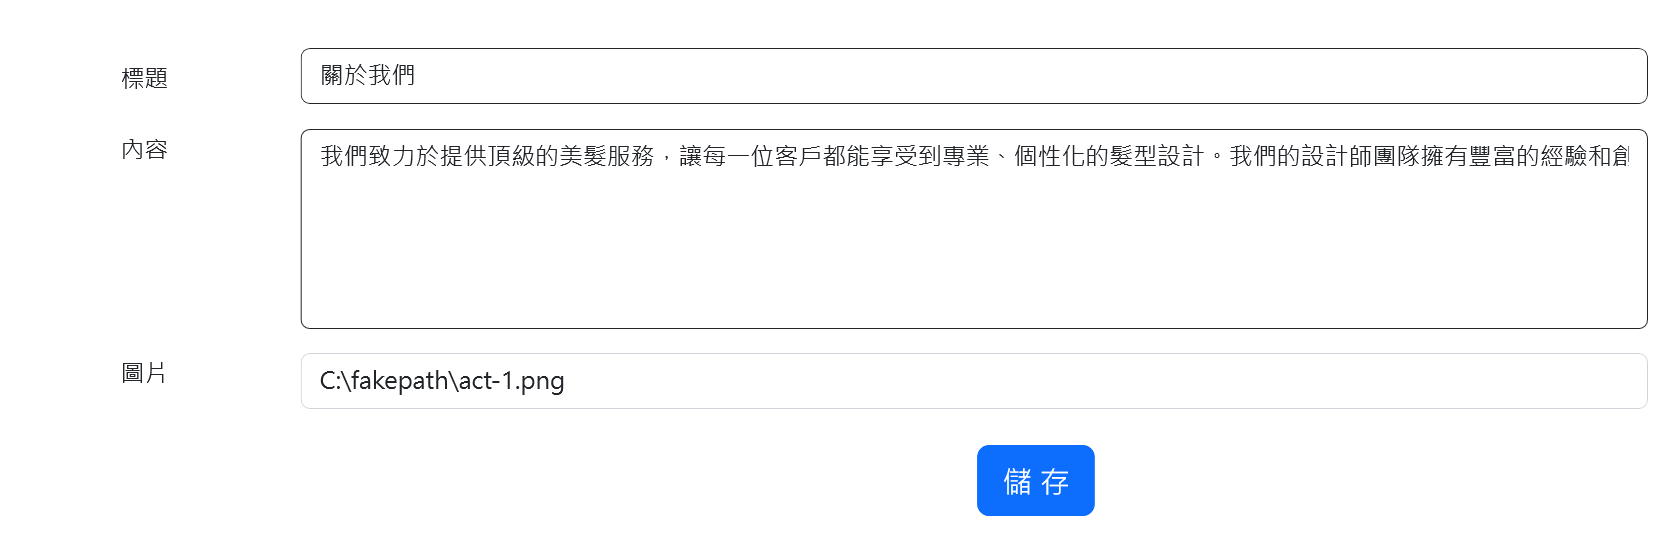 標題
關於我們
內容
我們致力於提供頂級的美髮服務，讓每一位客戶都能享受到專業、個性化的髮型設計。我們的設計師團隊擁有豐富的經驗和創
圖片
C:\fakepath\act-1.png
儲 存